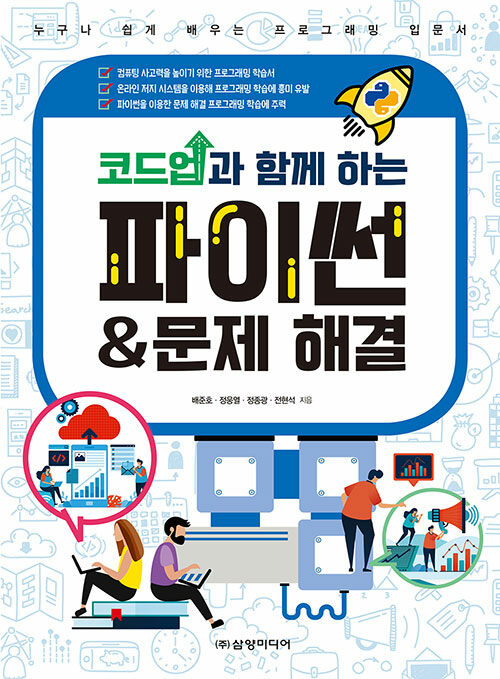 누구나 쉽게 배우는 프로그래밍 입문서
컴퓨팅 사고력을 높이기 위한 프로그래밍 학습서
온라인 저지 시스템을 이용해 프로그래밍 학습에 흥미 유발
파이썬을 이용한 문제 해결 프로그래밍 학습에 주력
코드업과 함께 하는
파이썬
&문제 해결
배준호 · 정웅열 · 정종광 · 전현석 지음
(주)삼양미디어